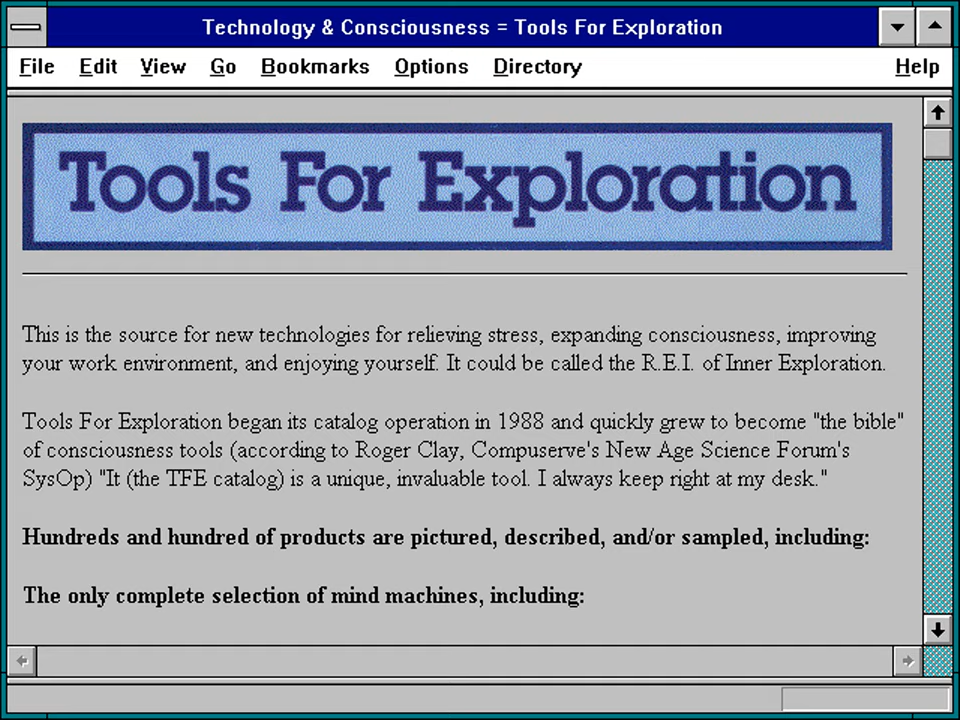 Technology & Consciousness = Tools For Exploration
File Edit View Go Bookmarks Options Directory Help
Tools For Exploration
This is the source for new technologies for relieving stress, expanding consciousness, improving
your work environment, and enjoying yourself. It could be called the R.E.I. of Inner Exploration.
Tools For Exploration began its catalog operation in 1988 and quickly grew to become "the bible"
of consciousness tools (according to Roger Clay, Compuserve's New Age Science Forum's
SysOp) "It (the TFE catalog) is a unique, invaluable tool. I always keep right at my desk."
Hundreds and hundred of products are pictured, described, and/or sampled, including:
The only complete selection of mind machines, including: